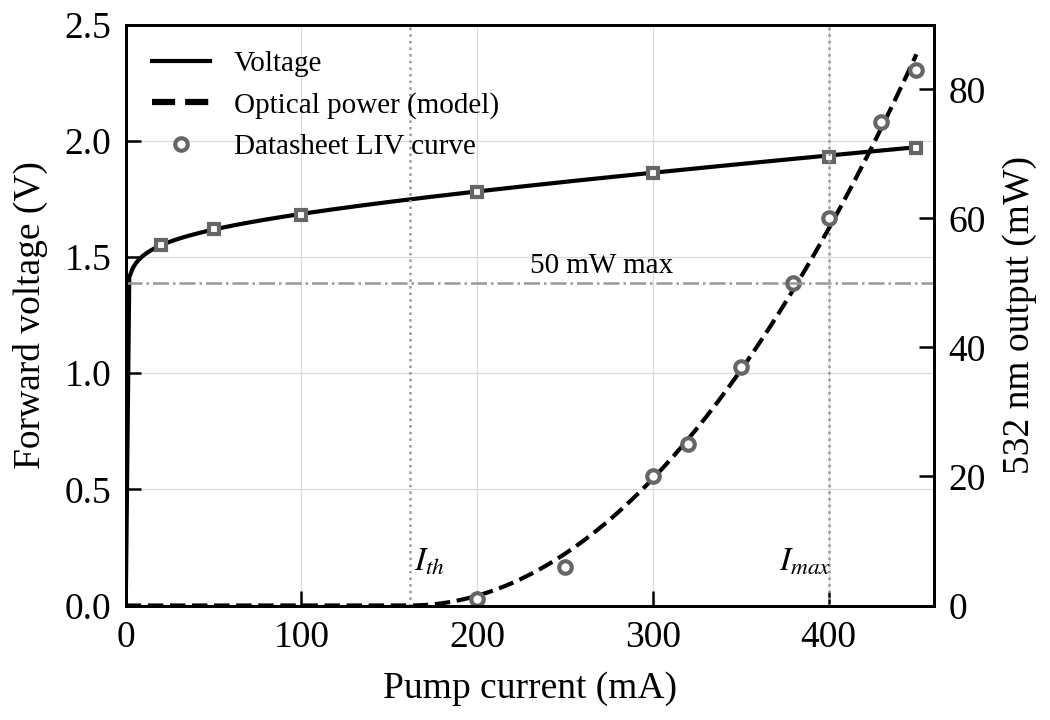 2.5
2.0
1.5
1.0
0.5
0.0
Forward voltage (V)
Voltage
Optical power (model)
Datasheet LIV curve
50 mW max
I_th
I_max
80
60
40
20
0
532 nm output (mW)
0 100 200 300 400
Pump current (mA)